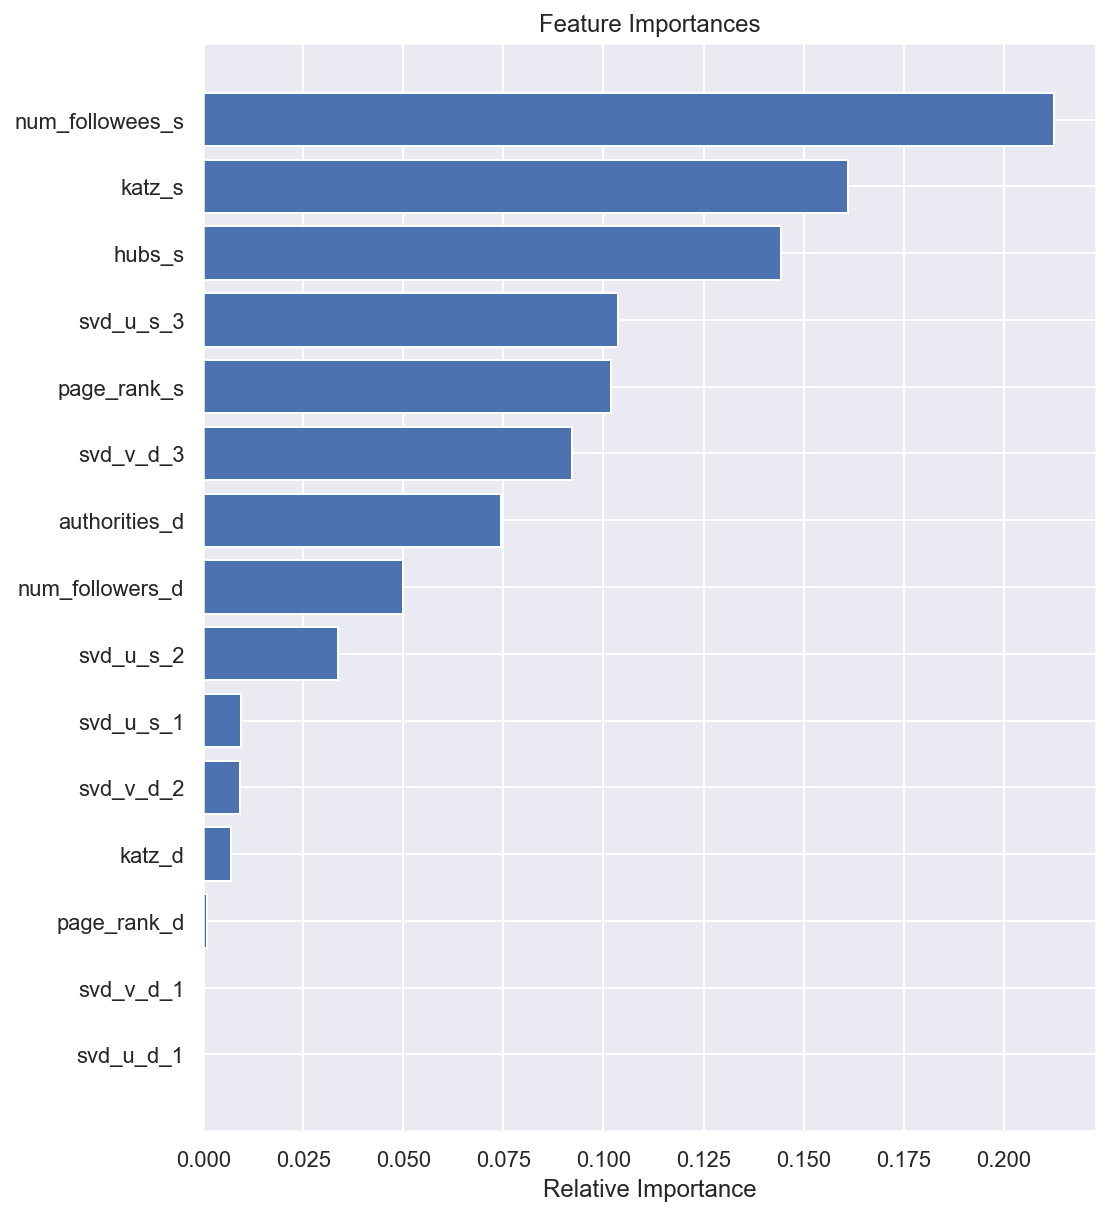 Feature Importances
num_followees_s
katz_s
hubs_s
svd_u_s_3
page_rank_s
svd_v_d_3
authorities_d
num_followers_d
svd_u_s_2
svd_u_s_1
svd_v_d_2
katz_d
page_rank_d
svd_v_d_1
svd_u_d_1
0.000 0.025 0.050 0.075 0.100 0.125 0.150 0.175 0.200
Relative Importance